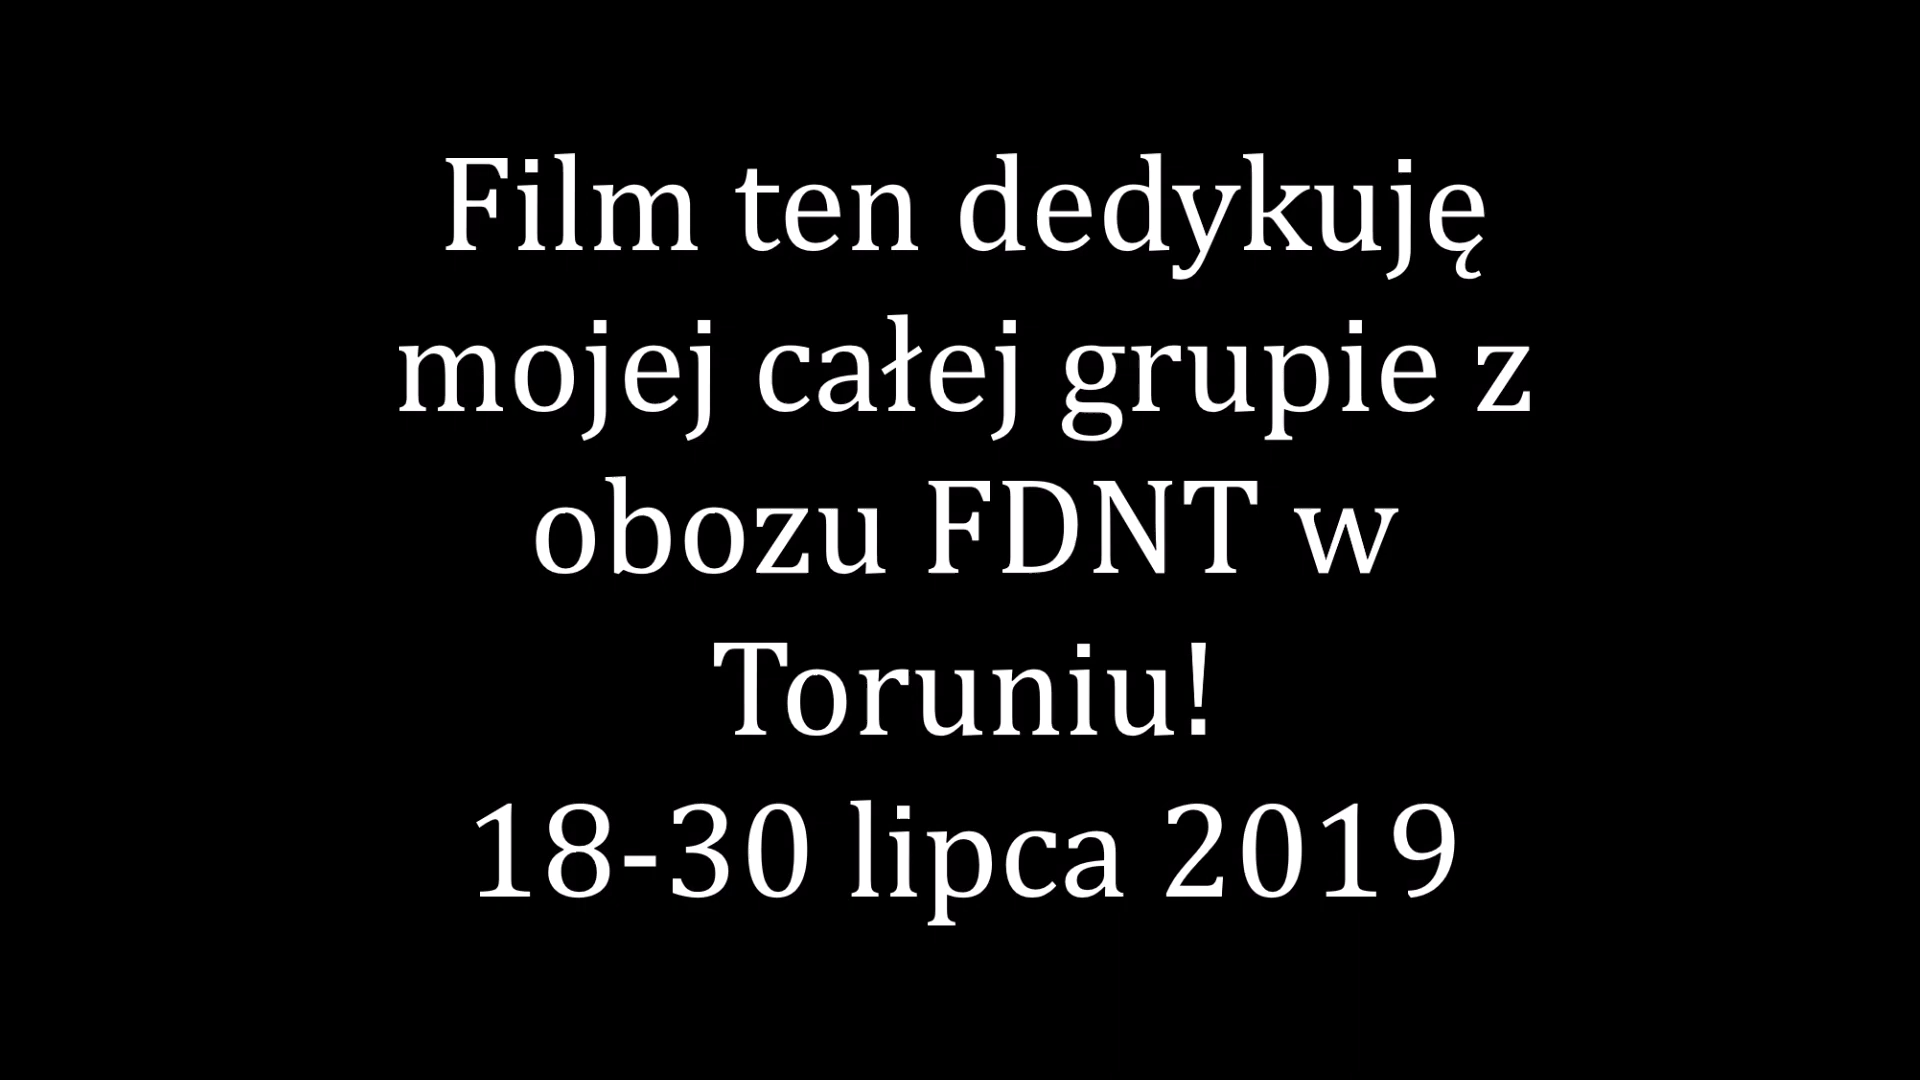 Film ten dedykuję
mojej całej grupie z
obozu FDNT w
Toruniu!
18-30 lipca 2019